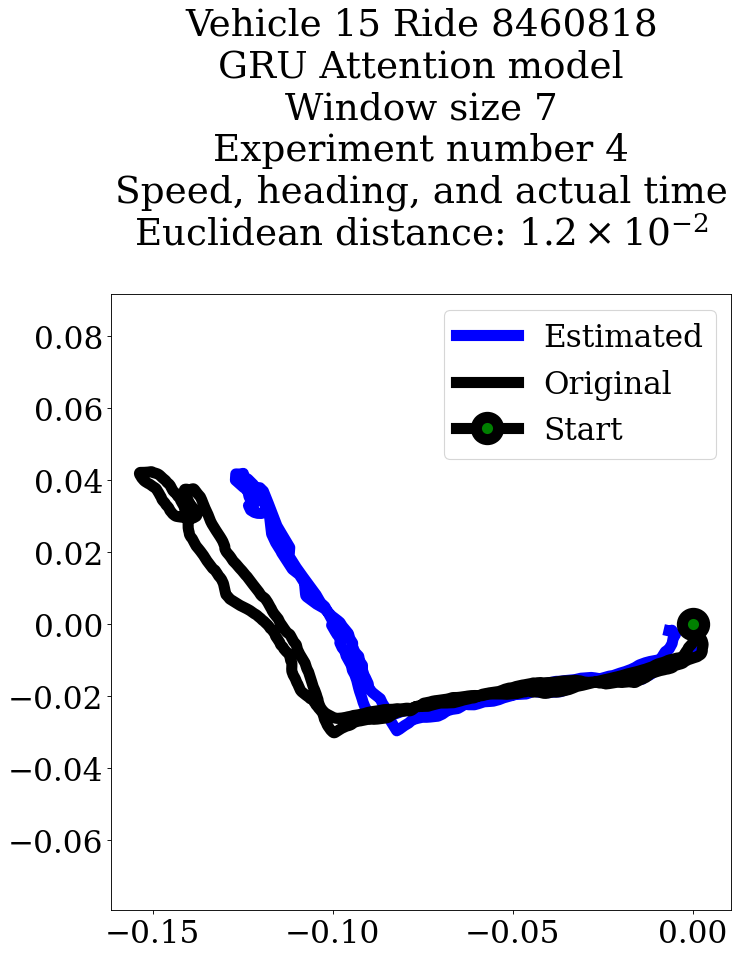 Vehicle 15 Ride 8460818
GRU Attention model
Window size 7
Experiment number 4
Speed, heading, and actual time
Euclidean distance: 1.2 × 10⁻²
Estimated
Original
Start
0.08
0.06
0.04
0.02
0.00
−0.02
−0.04
−0.06
−0.15 −0.10 −0.05 0.00